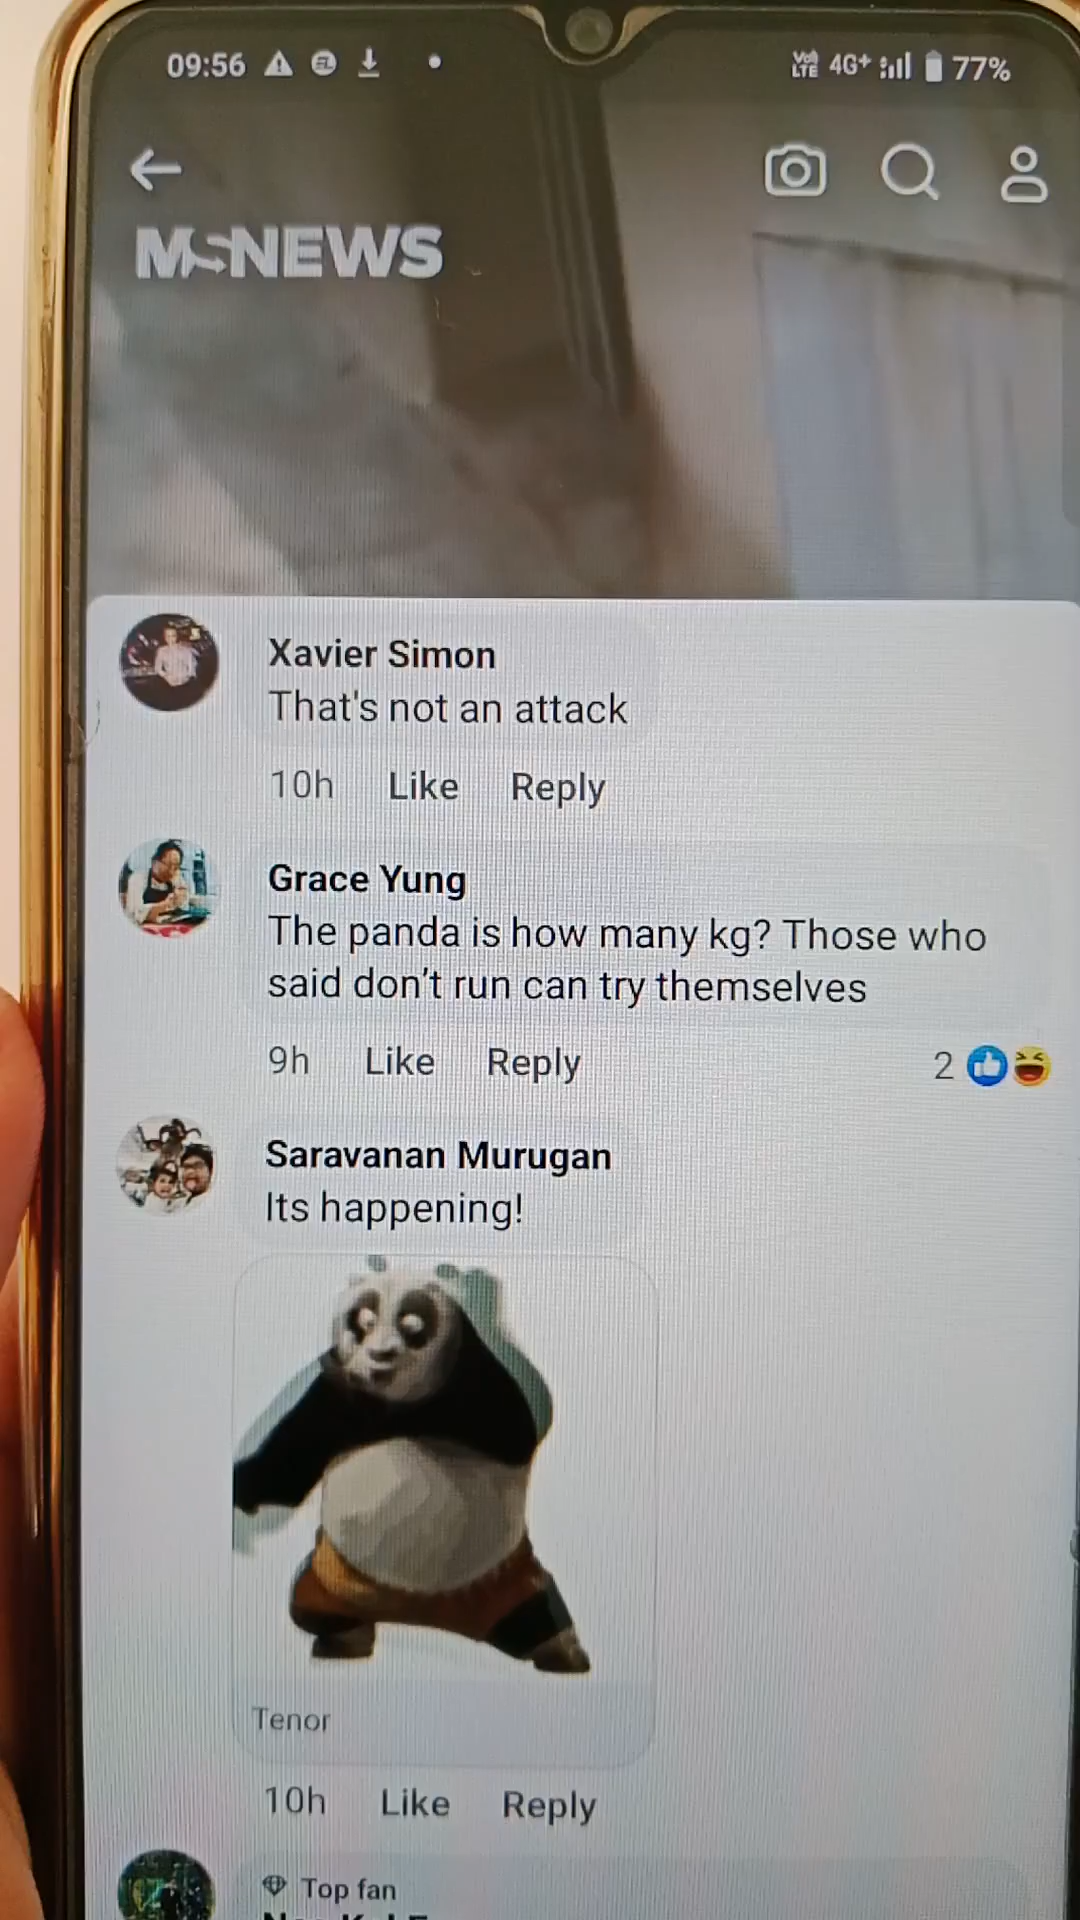 09:56
VoLTE 4G+ 77%
NEWS
Xavier Simon
That's not an attack
10h Like Reply
Grace Yung
The panda is how many kg? Those who
said don't run can try themselves
9h Like Reply 2
Saravanan Murugan
Its happening!
Tenor
10h Like Reply
Top fan